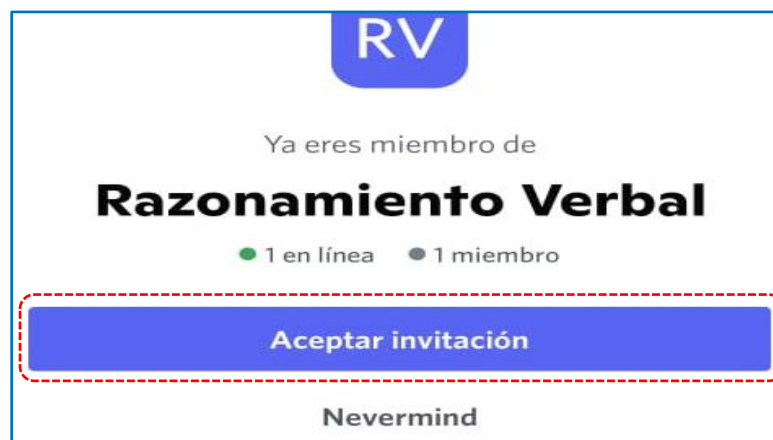 RV
Ya eres miembro de
Razonamiento Verbal
1 en línea 1 miembro
Aceptar invitación
Nevermind